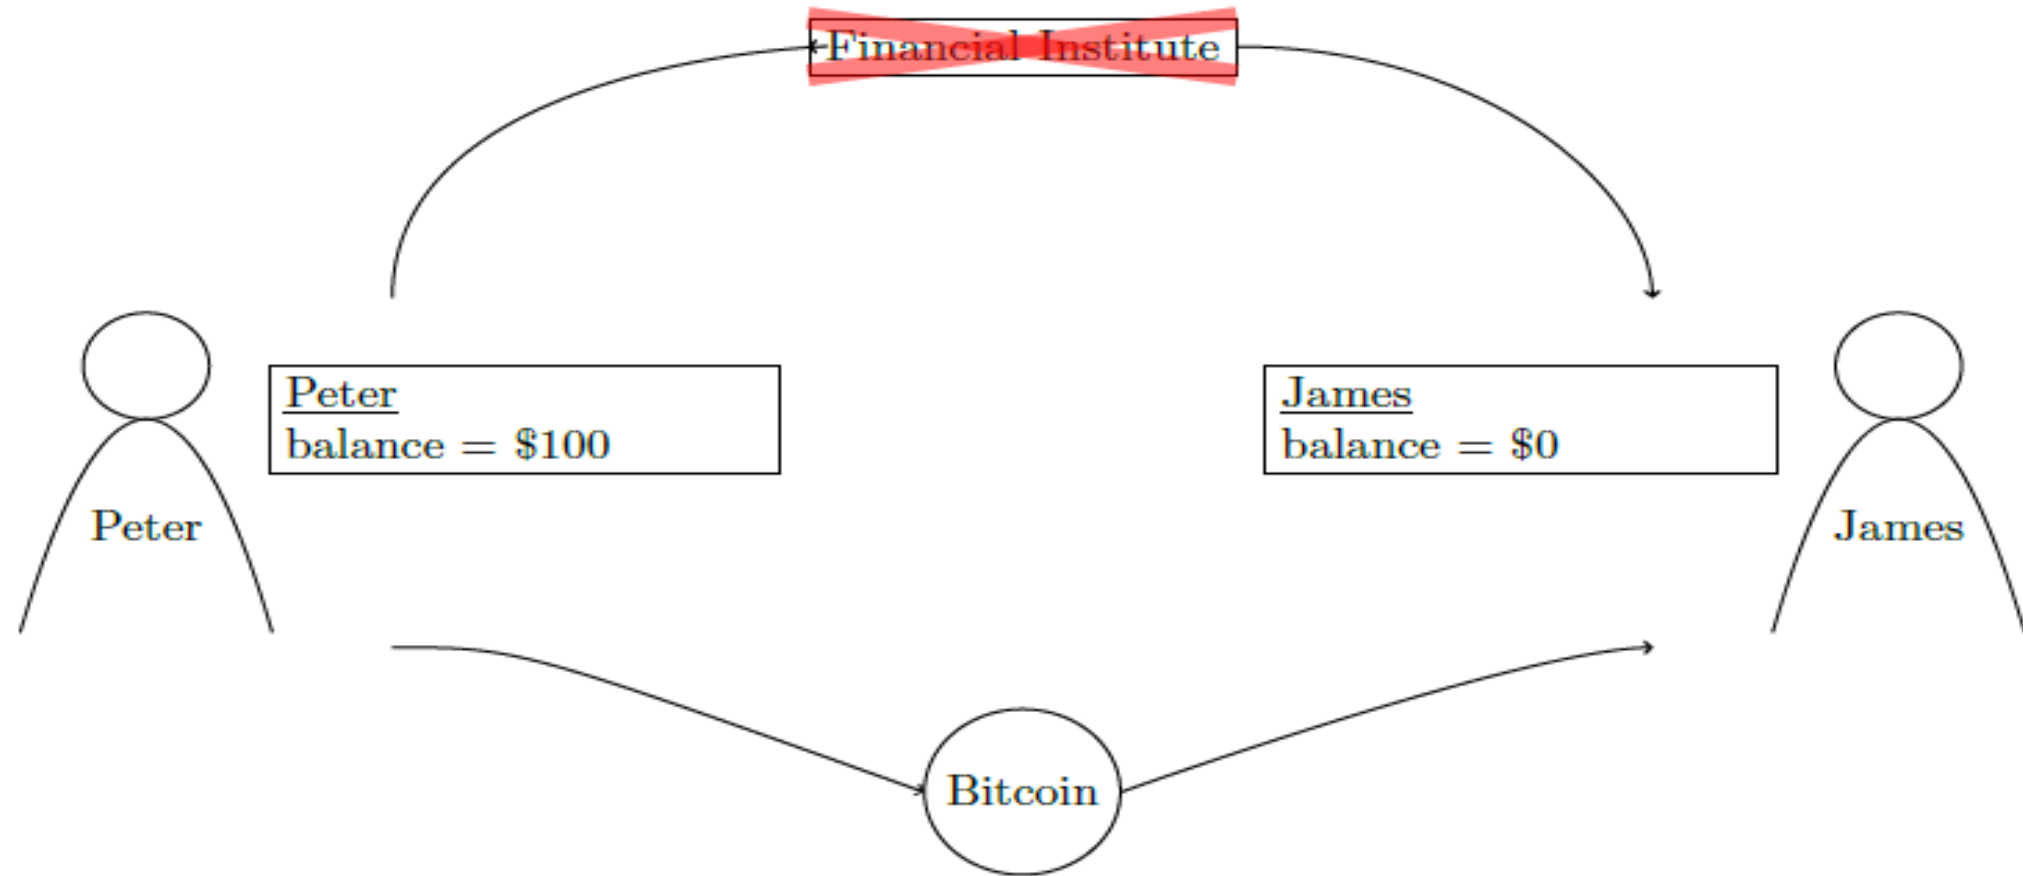 Financial Institute
Peter
balance = $100
James
balance = $0
Peter
James
Bitcoin